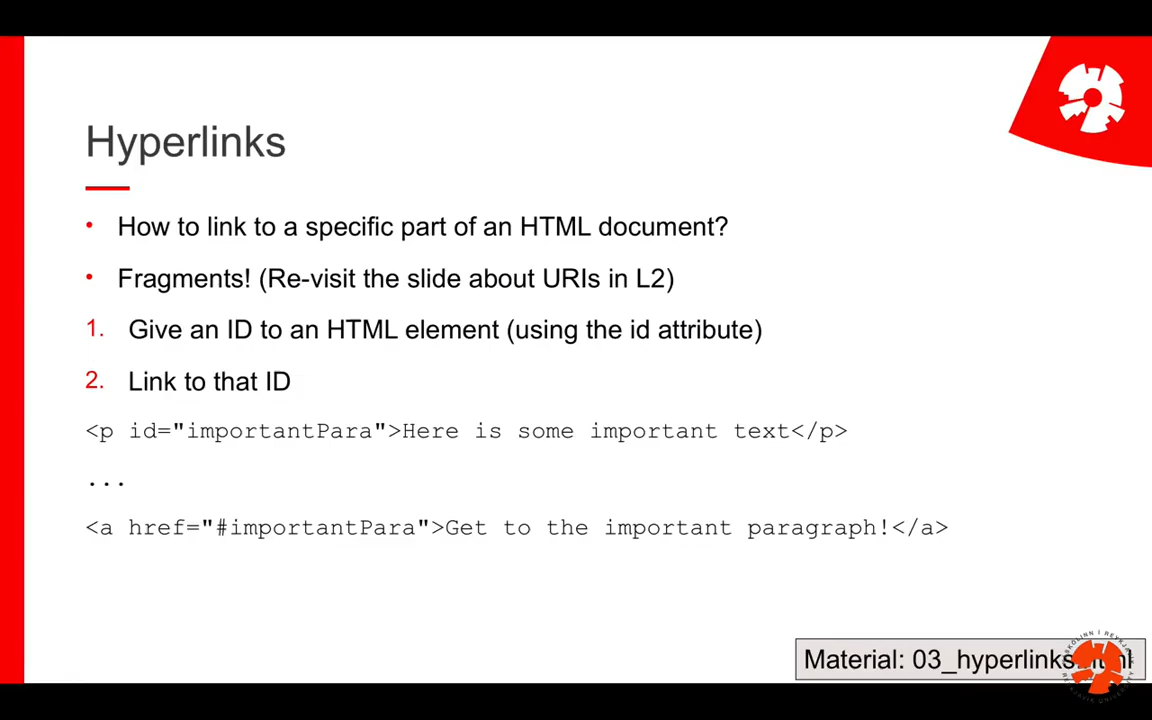 Hyperlinks
• How to link to a specific part of an HTML document?
• Fragments! (Re-visit the slide about URIs in L2)
1. Give an ID to an HTML element (using the id attribute)
2. Link to that ID
<p id="importantPara">Here is some important text</p>
...
<a href="#importantPara">Get to the important paragraph!</a>
Material: 03_hyperlinks.html